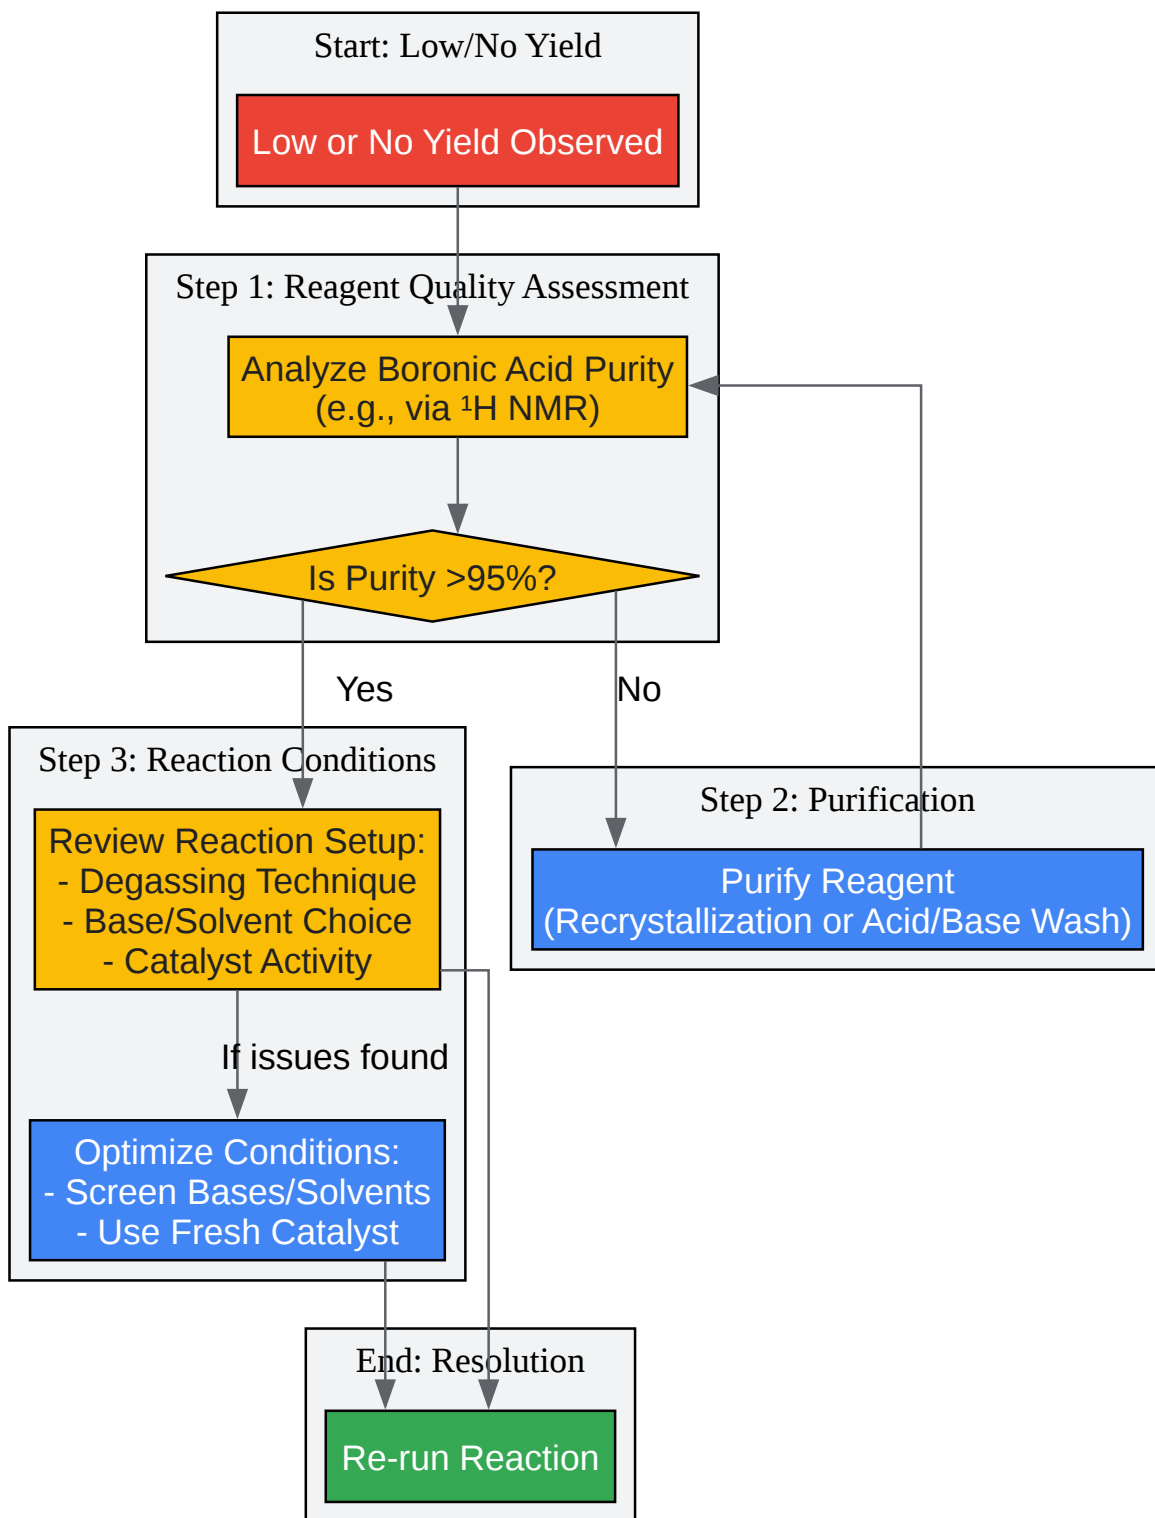 Start: Low/No Yield
Low or No Yield Observed
Step 1: Reagent Quality Assessment
Analyze Boronic Acid Purity
(e.g., via ¹H NMR)
Is Purity >95%?
Yes
No
Step 3: Reaction Conditions
Review Reaction Setup:
- Degassing Technique
- Base/Solvent Choice
- Catalyst Activity
Step 2: Purification
Purify Reagent
(Recrystallization or Acid/Base Wash)
If issues found
Optimize Conditions:
- Screen Bases/Solvents
- Use Fresh Catalyst
End: Resolution
Re-run Reaction